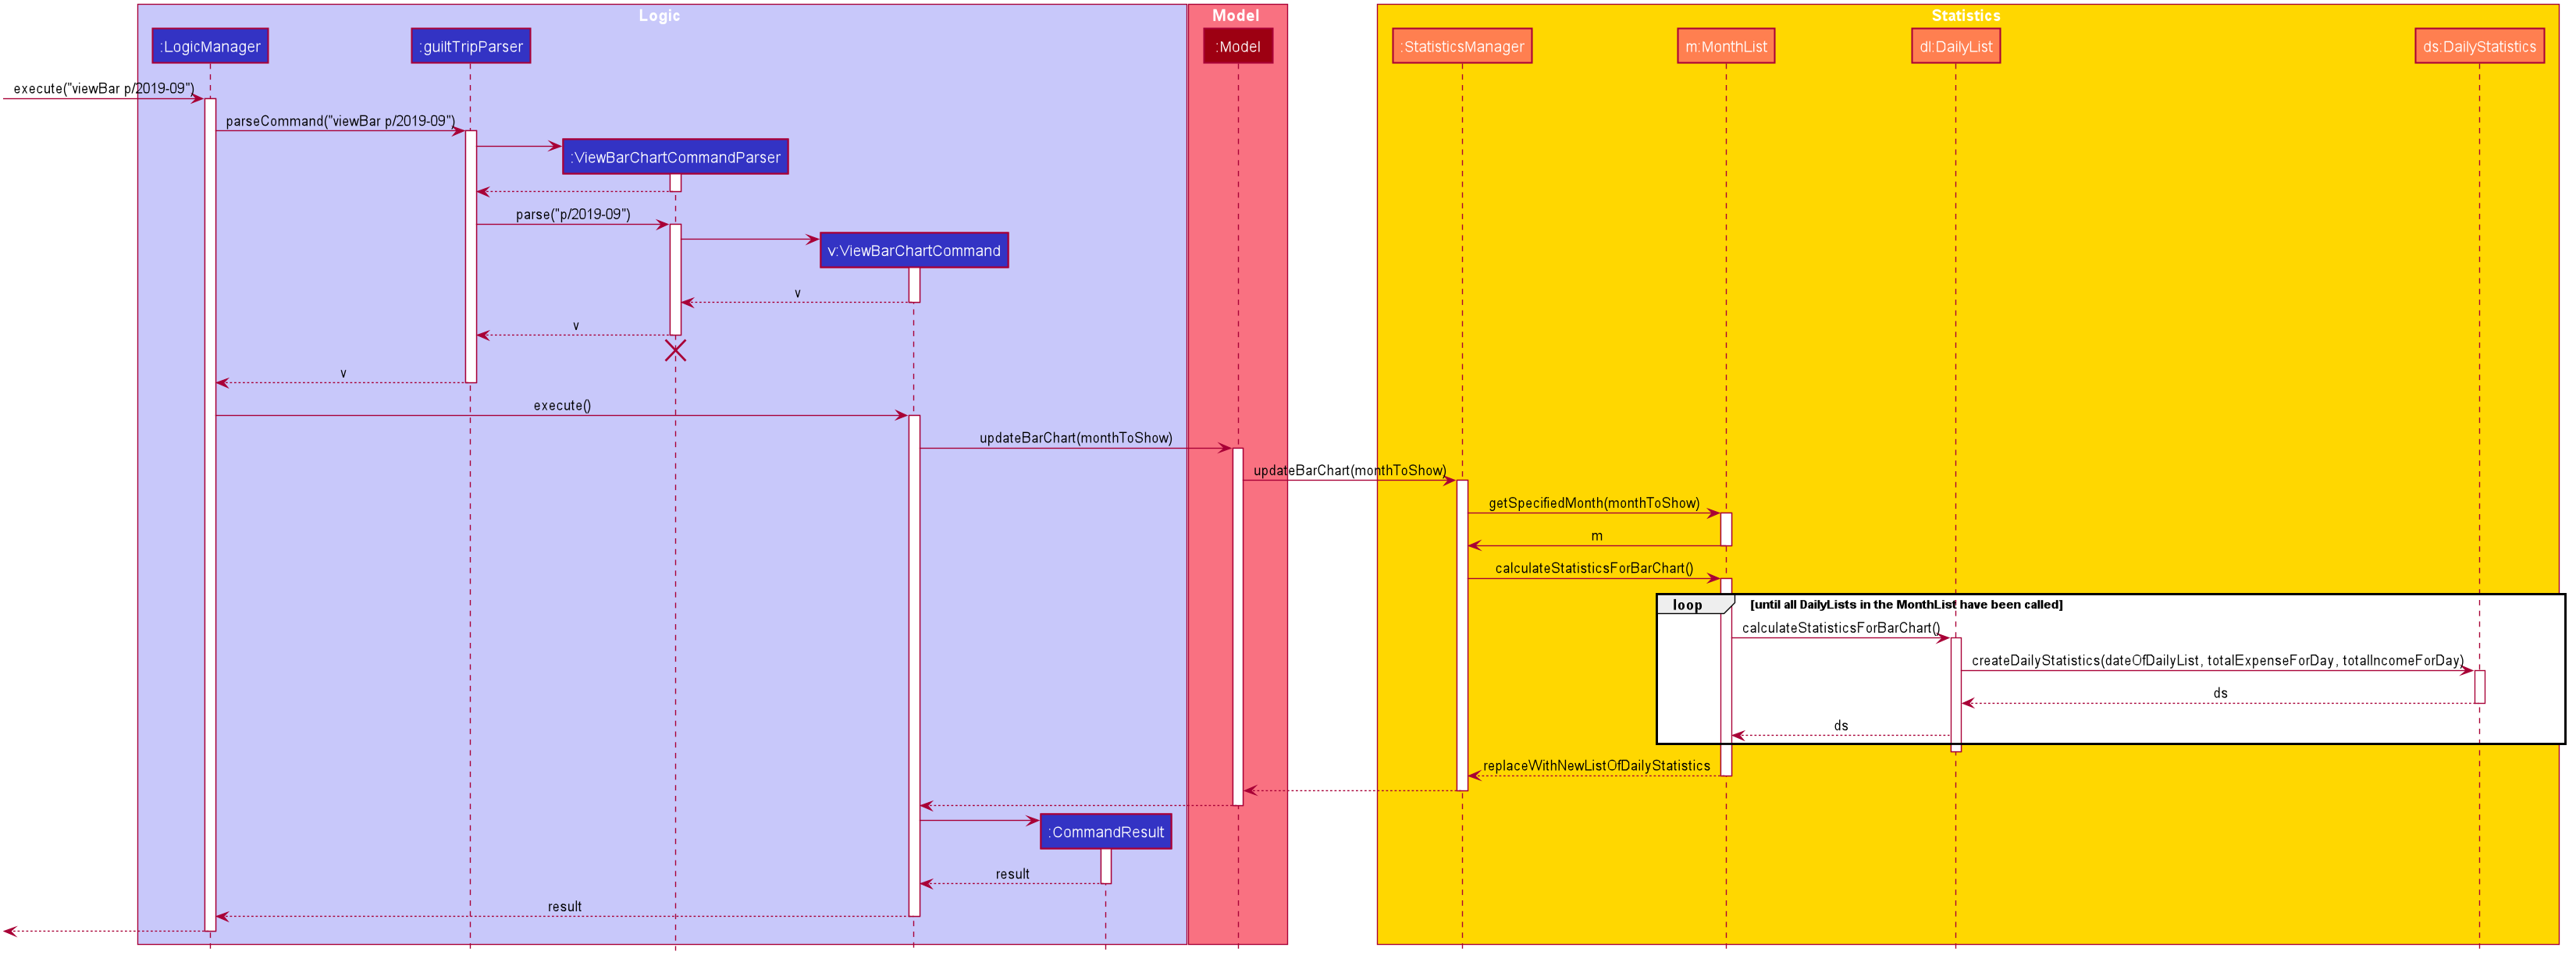 Logic
Model
Statistics
:LogicManager
:guiltTripParser
:Model
:StatisticsManager
m:MonthList
dl:DailyList
ds:DailyStatistics
execute("viewBar p/2019-09")
parseCommand("viewBar p/2019-09")
:ViewBarChartCommandParser
parse("p/2019-09")
v:ViewBarChartCommand
v
v
v
execute()
updateBarChart(monthToShow)
updateBarChart(monthToShow)
getSpecifiedMonth(monthToShow)
m
calculateStatisticsForBarChart()
loop
[until all DailyLists in the MonthList have been called]
calculateStatisticsForBarChart()
createDailyStatistics(dateOfDailyList, totalExpenseForDay, totalIncomeForDay)
ds
ds
replaceWithNewListOfDailyStatistics
:CommandResult
result
result